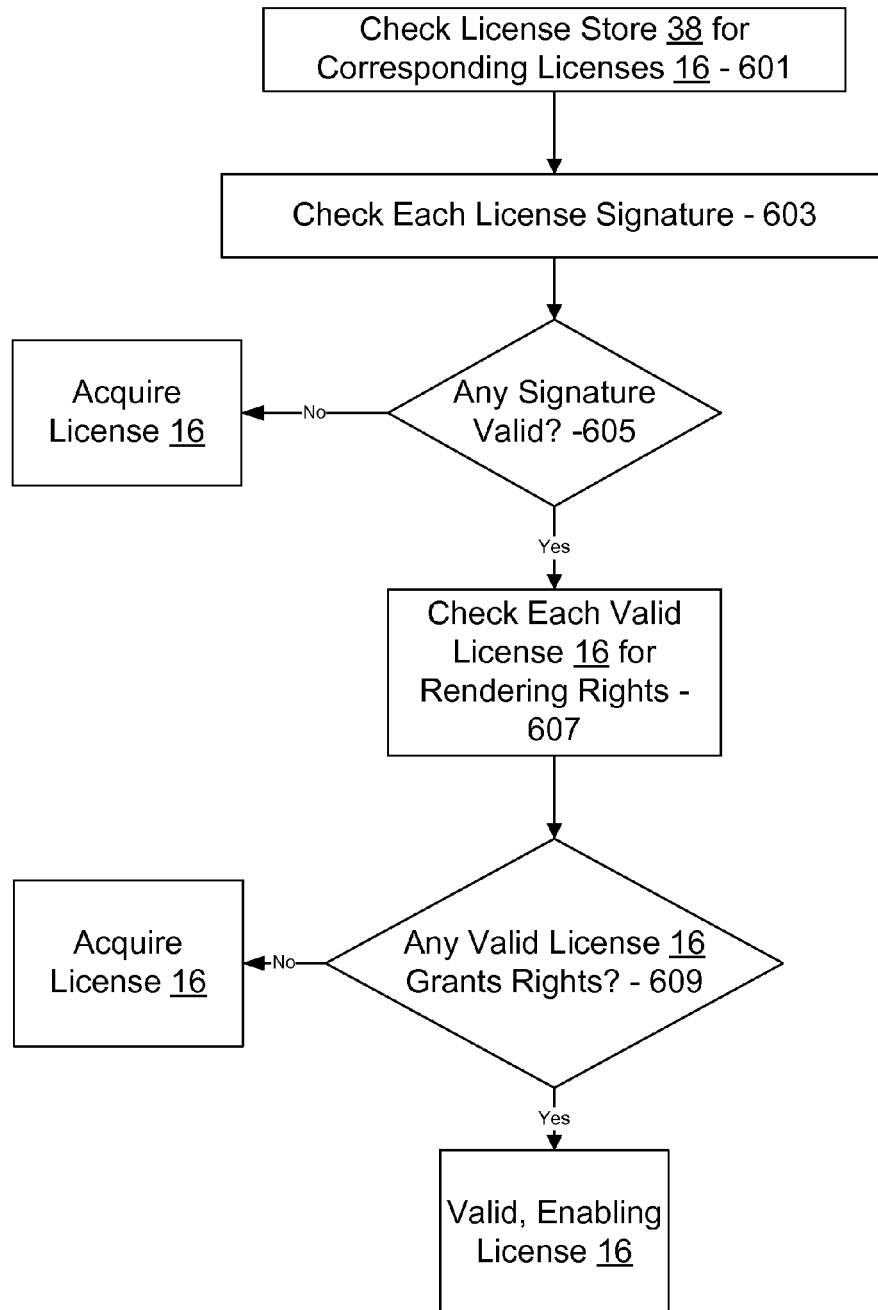 Check License Store 38 for
Corresponding Licenses 16 - 601
Check Each License Signature - 603
Any Signature
Valid? -605
No
Acquire
License 16
Yes
Check Each Valid
License 16 for
Rendering Rights -
607
Any Valid License 16
Grants Rights? - 609
No
Acquire
License 16
Yes
Valid, Enabling
License 16